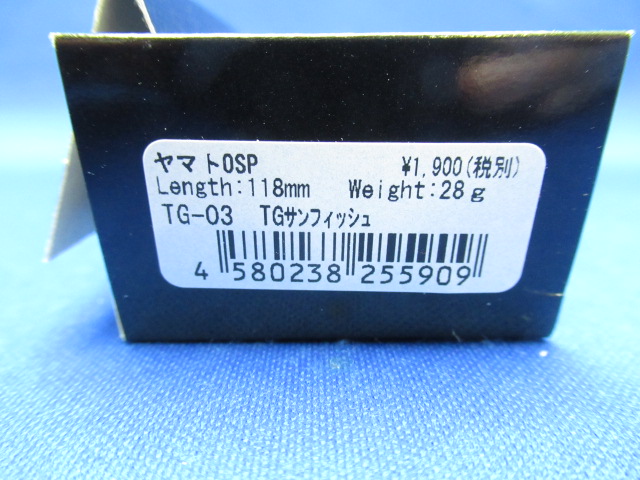 ヤマトOSP ¥1,900(税別)
Length:118mm Weight:28g
TG-03 TGサンフィッシュ
4 580238 255909